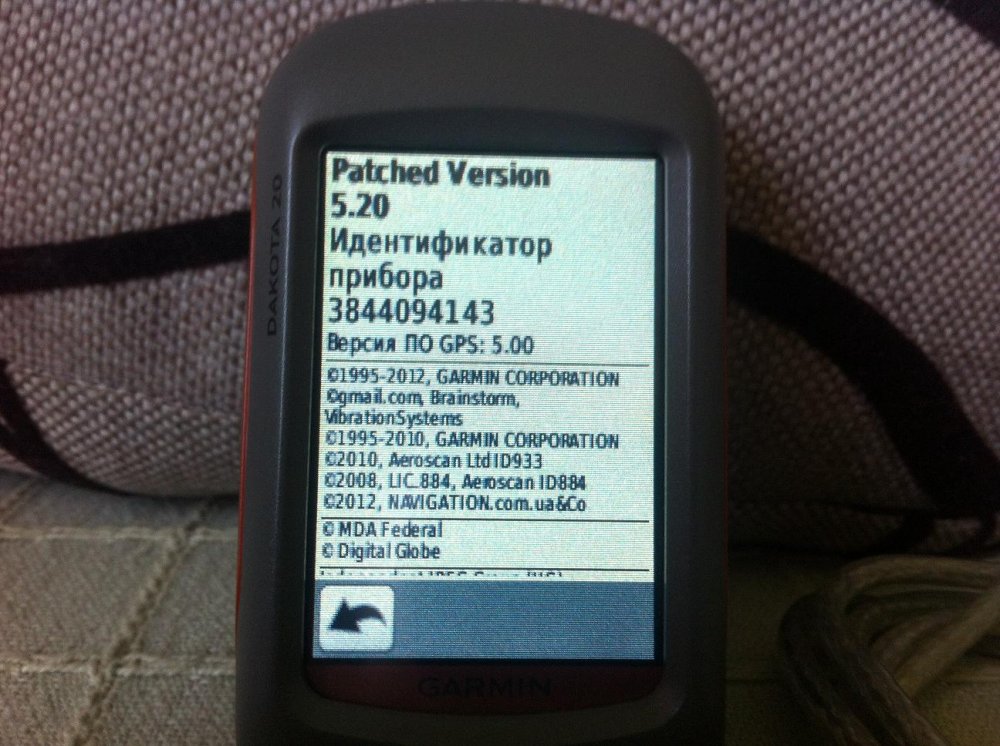 DAKOTA 20
Patched Version
5.20
Идентификатор
прибора
3844094143
Версия ПО GPS: 5.00
©1995-2012, GARMIN CORPORATION
©gmail.com, Brainstorm,
VibrationSystems
©1995-2010, GARMIN CORPORATION
©2010, Aeroscan Ltd ID933
©2008, LIC.884, Aeroscan ID884
©2012, NAVIGATION.com.ua&Co
© MDA Federal
© Digital Globe
GARMIN